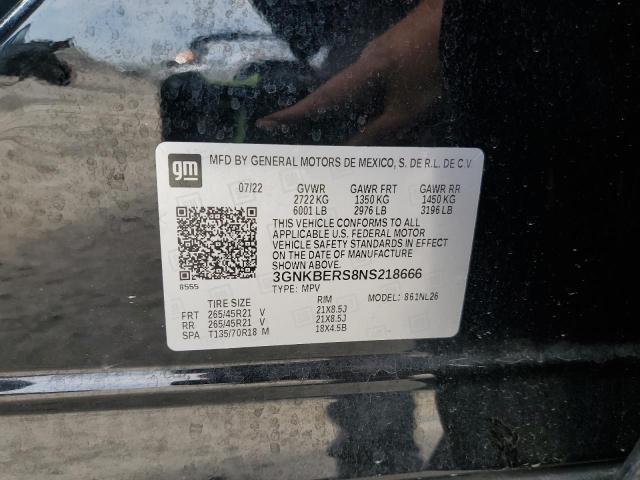 gm
MFD BY GENERAL MOTORS DE MEXICO, S. DE R.L. DE C.V
07/22 GVWR GAWR FRT GAWR RR
2722 KG 1350 KG 1450 KG
6001 LB 2976 LB 3196 LB
THIS VEHICLE CONFORMS TO ALL
APPLICABLE U.S. FEDERAL MOTOR
VEHICLE SAFETY STANDARDS IN EFFECT
ON THE DATE OF MANUFACTURE
SHOWN ABOVE.
3GNKBERS8NS218666
8555
TYPE: MPV MODEL: 861NL26
TIRE SIZE RIM
FRT 265/45R21 V 21X8.5J
RR 265/45R21 V 21X8.5J
SPA T135/70R18 M 18X4.5B